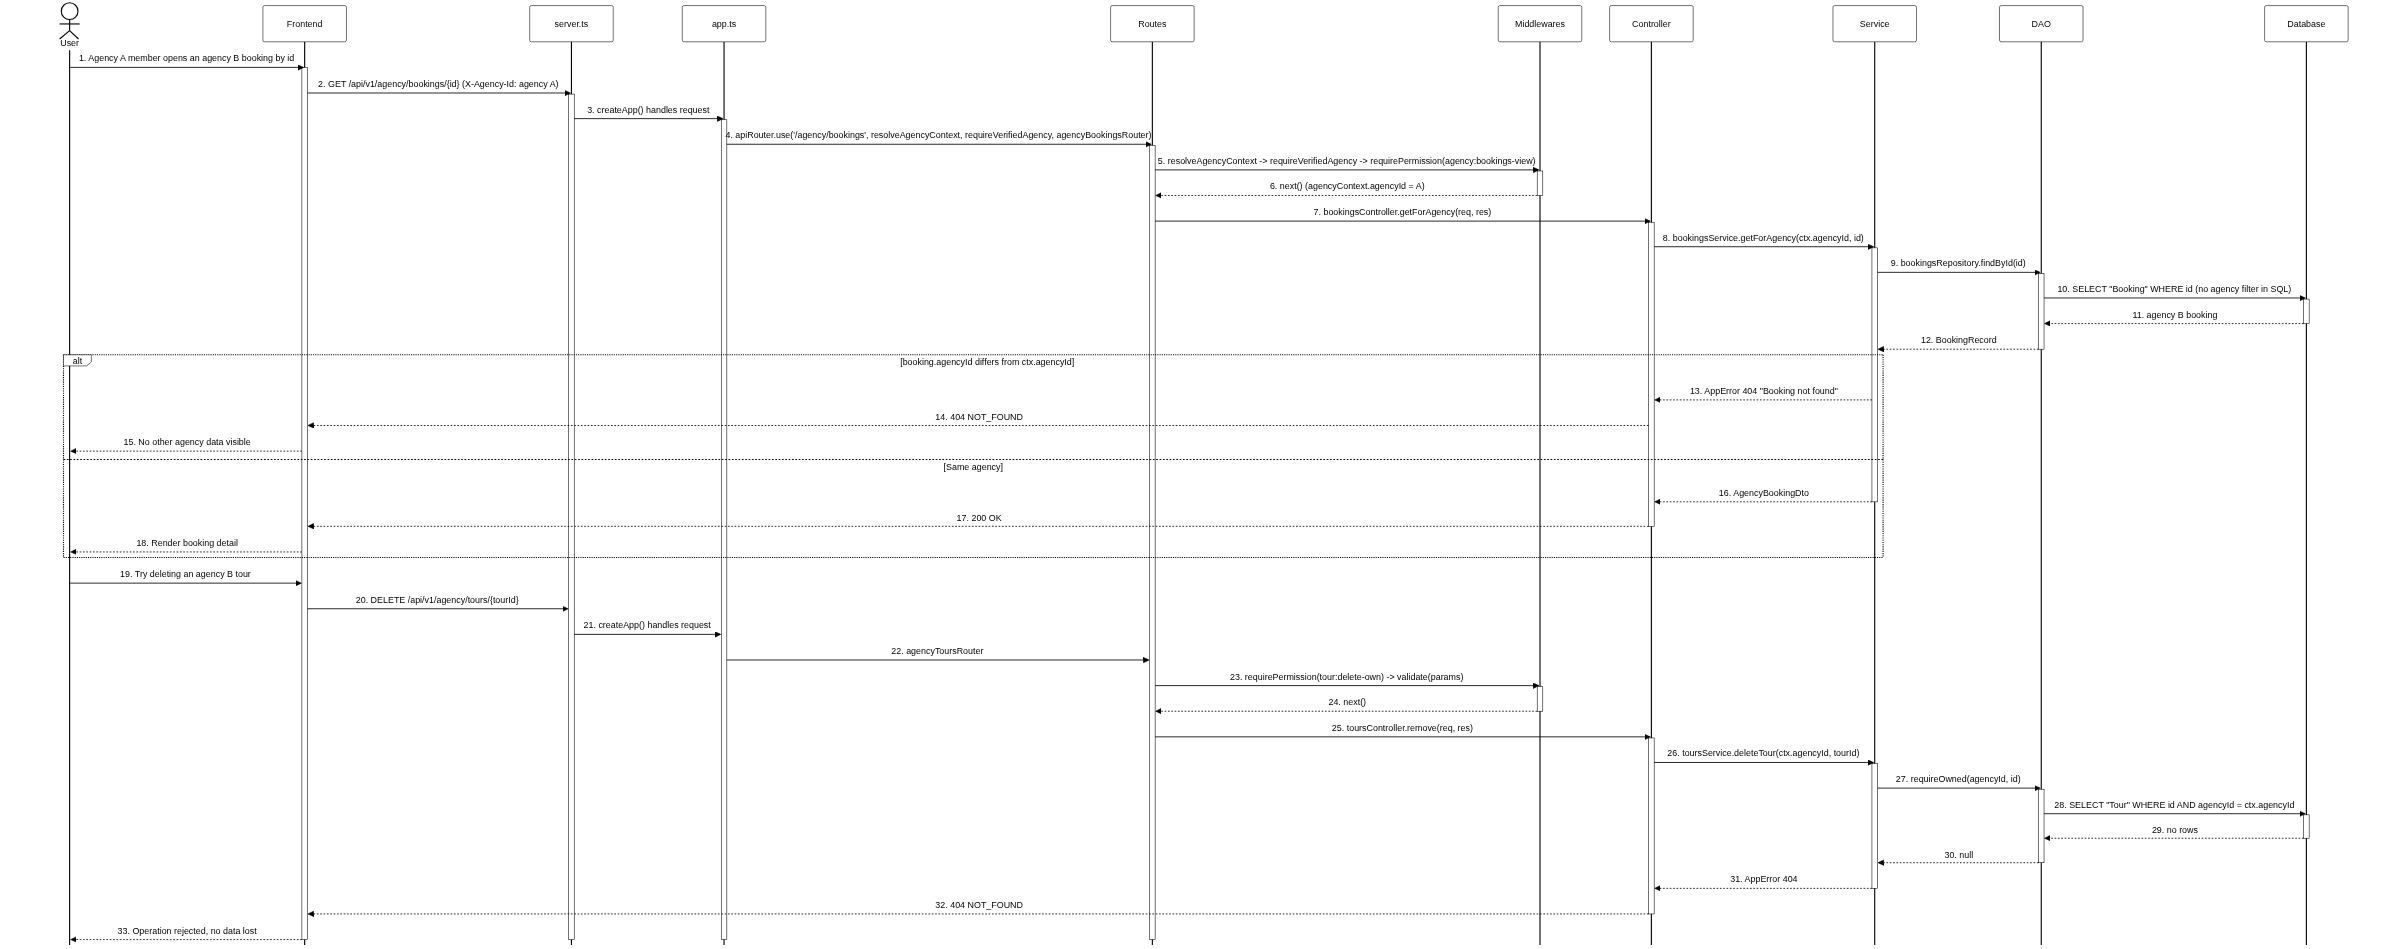 User
Frontend
server.ts
app.ts
Routes
Middlewares
Controller
Service
DAO
Database
1. Agency A member opens an agency B booking by id
2. GET /api/v1/agency/bookings/{id} (X-Agency-Id: agency A)
3. createApp() handles request
4. apiRouter.use('/agency/bookings', resolveAgencyContext, requireVerifiedAgency, agencyBookingsRouter)
5. resolveAgencyContext -> requireVerifiedAgency -> requirePermission(agency:bookings-view)
6. next() (agencyContext.agencyId = A)
7. bookingsController.getForAgency(req, res)
8. bookingsService.getForAgency(ctx.agencyId, id)
9. bookingsRepository.findById(id)
10. SELECT "Booking" WHERE id (no agency filter in SQL)
11. agency B booking
12. BookingRecord
alt
[booking.agencyId differs from ctx.agencyId]
13. AppError 404 "Booking not found"
14. 404 NOT_FOUND
15. No other agency data visible
[Same agency]
16. AgencyBookingDto
17. 200 OK
18. Render booking detail
19. Try deleting an agency B tour
20. DELETE /api/v1/agency/tours/{tourId}
21. createApp() handles request
22. agencyToursRouter
23. requirePermission(tour:delete-own) -> validate(params)
24. next()
25. toursController.remove(req, res)
26. toursService.deleteTour(ctx.agencyId, tourId)
27. requireOwned(agencyId, id)
28. SELECT "Tour" WHERE id AND agencyId = ctx.agencyId
29. no rows
30. null
31. AppError 404
32. 404 NOT_FOUND
33. Operation rejected, no data lost